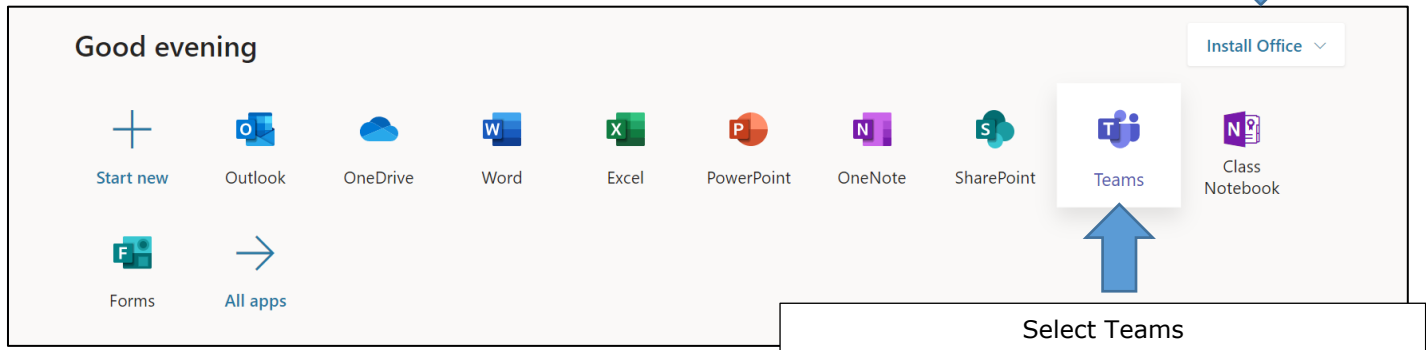 Good evening
Install Office
Start new
Outlook
OneDrive
Word
Excel
PowerPoint
OneNote
SharePoint
Teams
Class
Notebook
Forms
All apps
Select Teams